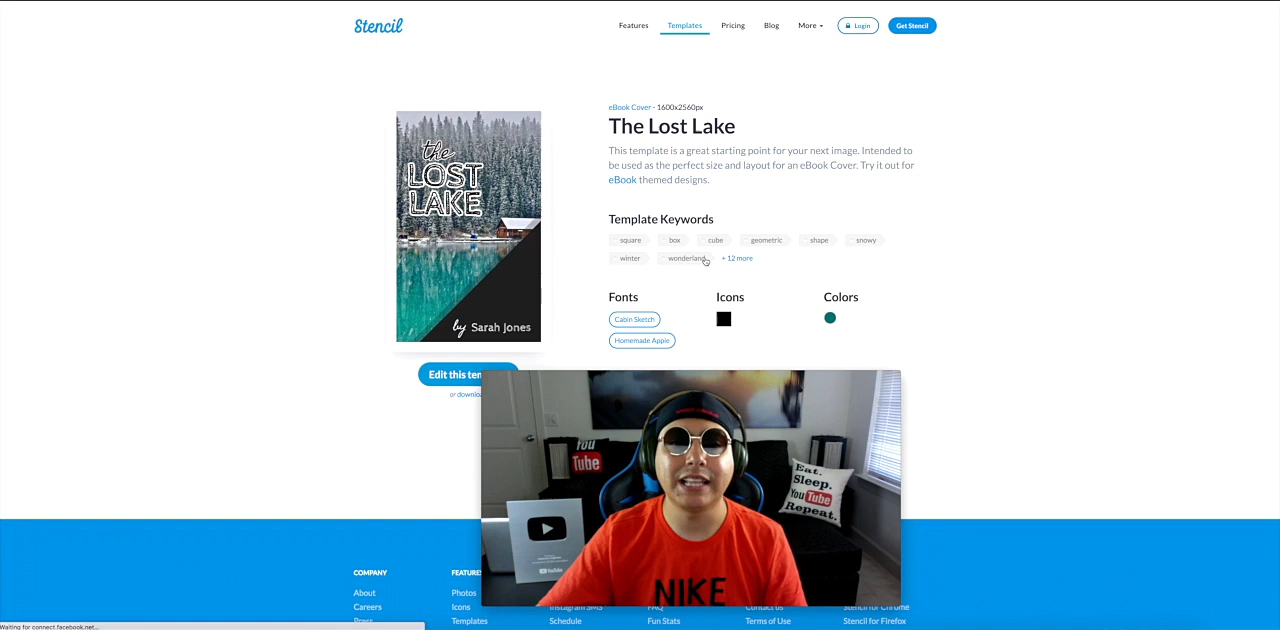 Stencil
Features Templates Pricing Blog More Login Get Stencil
eBook Cover - 1600x2560px
The Lost Lake
This template is a great starting point for your next image. Intended to
be used as the perfect size and layout for an eBook Cover. Try it out for
eBook themed designs.
the
LOST
LAKE
by Sarah Jones
Template Keywords
square box cube geometric shape snowy
winter wonderland + 12 more
Fonts Icons Colors
Cabin Sketch
Homemade Apple
Edit this
or
You
Tube
Eat.
Sleep.
YouTube
Repeat.
YouTube
NIKE
COMPANY
About
Careers
Press
Photos
Icons
Templates
Instagram SMS
Schedule
FAQ
Fun Stats
Contact Us
Terms of Use
Stencil for Chrome
Stencil for Firefox
Waiting for connect.facebook.net...